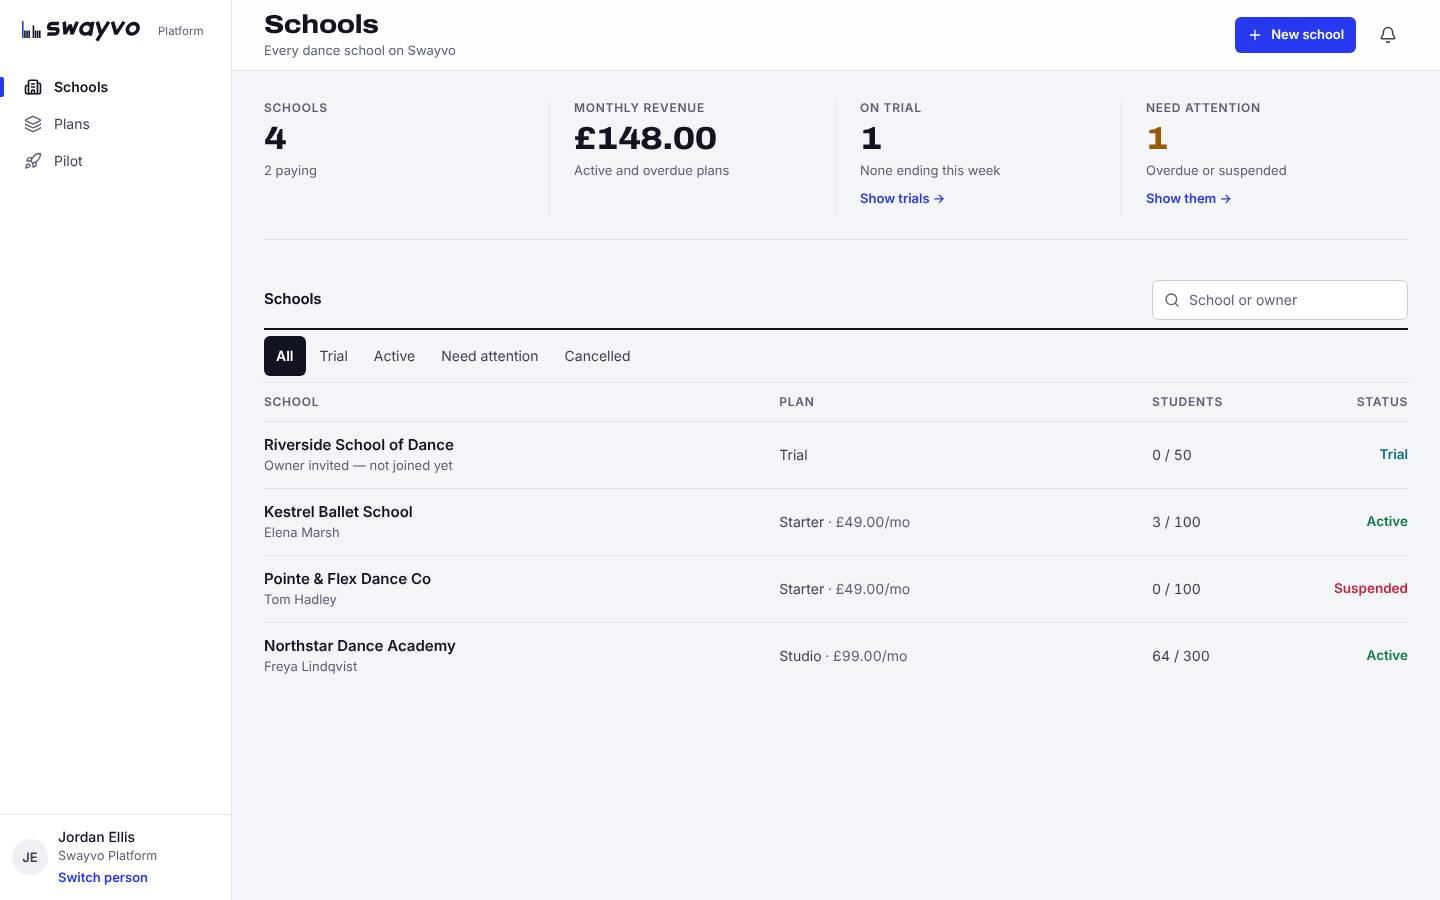 swayvo Platform
Schools
Plans
Pilot
Jordan Ellis
JE
Swayvo Platform
Switch person
Schools
Every dance school on Swayvo
New school
SCHOOLS
4
2 paying
MONTHLY REVENUE
£148.00
Active and overdue plans
ON TRIAL
1
None ending this week
Show trials →
NEED ATTENTION
1
Overdue or suspended
Show them →
Schools
School or owner
All Trial Active Need attention Cancelled
SCHOOL PLAN STUDENTS STATUS
Riverside School of Dance
Owner invited — not joined yet
Trial 0 / 50 Trial
Kestrel Ballet School
Elena Marsh
Starter · £49.00/mo 3 / 100 Active
Pointe & Flex Dance Co
Tom Hadley
Starter · £49.00/mo 0 / 100 Suspended
Northstar Dance Academy
Freya Lindqvist
Studio · £99.00/mo 64 / 300 Active